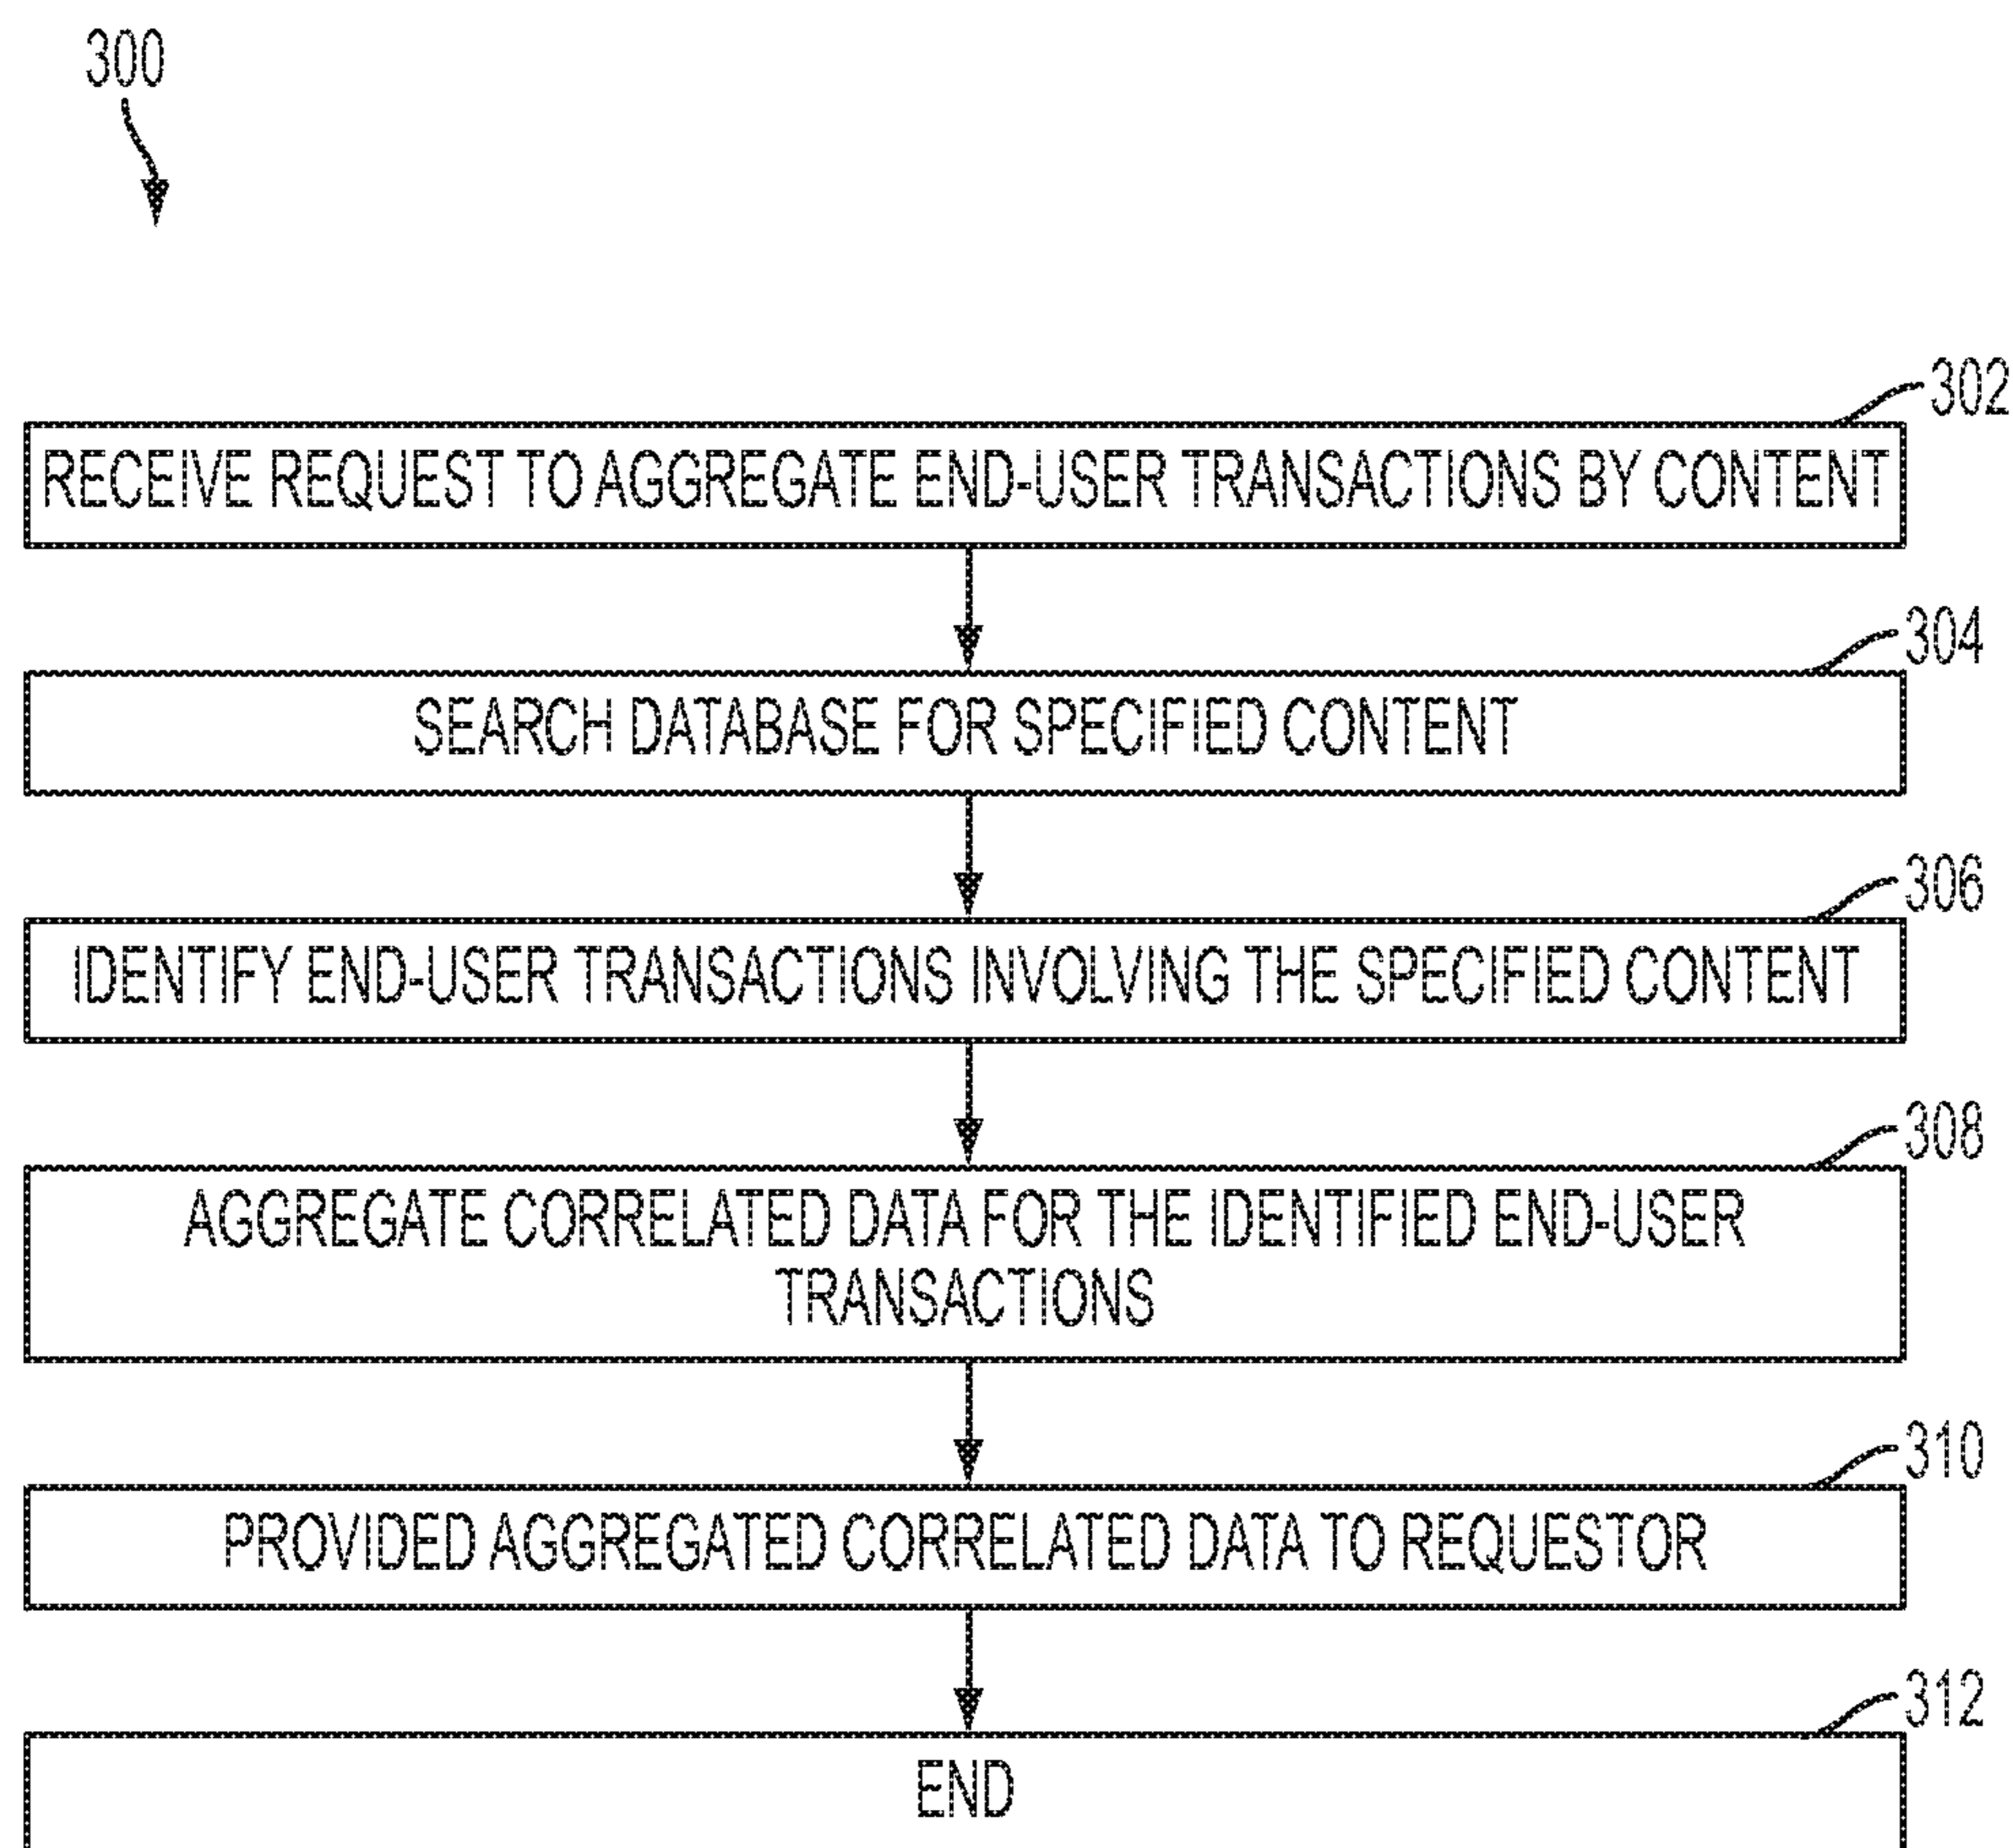 300
302
RECEIVE REQUEST TO AGGREGATE END-USER TRANSACTIONS BY CONTENT
304
SEARCH DATABASE FOR SPECIFIED CONTENT
306
IDENTIFY END-USER TRANSACTIONS INVOLVING THE SPECIFIED CONTENT
308
AGGREGATE CORRELATED DATA FOR THE IDENTIFIED END-USER
TRANSACTIONS
310
PROVIDED AGGREGATED CORRELATED DATA TO REQUESTOR
312
END